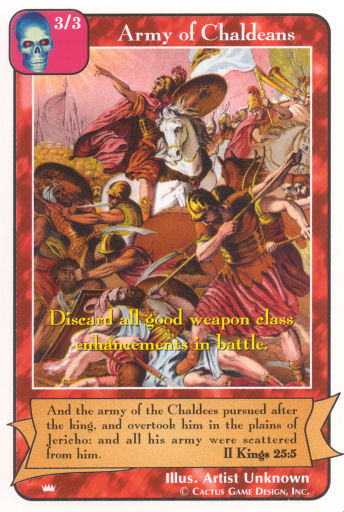 3/3
Army of Chaldeans
Discard all good weapon class
enhancements in battle.
And the army of the Chaldees pursued after
the king, and overtook him in the plains of
Jericho: and all his army were scattered
from him. II Kings 25:5
Illus. Artist Unknown
© Cactus Game Design, Inc.